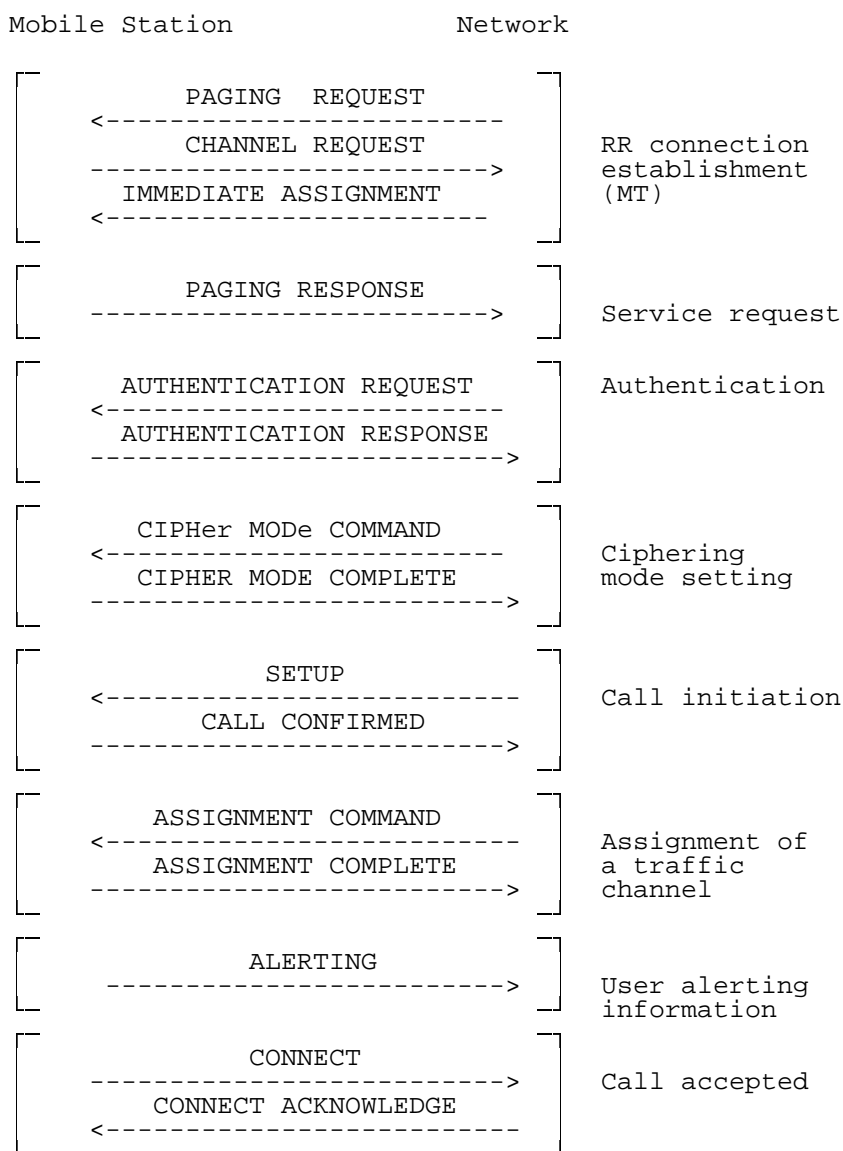 Mobile Station Network
PAGING REQUEST
<-------------------------
CHANNEL REQUEST
RR connection
-------------------------> establishment
IMMEDIATE ASSIGNMENT (MT)
<------------------------
PAGING RESPONSE
-------------------------> Service request
AUTHENTICATION REQUEST Authentication
<-------------------------
AUTHENTICATION RESPONSE
-------------------------->
CIPHer MODe COMMAND
<------------------------- Ciphering
CIPHER MODE COMPLETE mode setting
-------------------------->
SETUP
<-------------------------- Call initiation
CALL CONFIRMED
-------------------------->
ASSIGNMENT COMMAND
<-------------------------- Assignment of
ASSIGNMENT COMPLETE a traffic
--------------------------> channel
ALERTING
-------------------------> User alerting
information
CONNECT
--------------------------> Call accepted
CONNECT ACKNOWLEDGE
<--------------------------